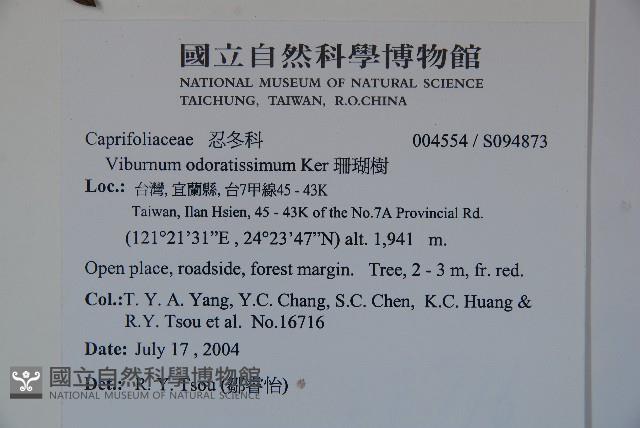 國立自然科學博物館
NATIONAL MUSEUM OF NATURAL SCIENCE
TAICHUNG, TAIWAN, R.O.CHINA
Caprifoliaceae 忍冬科 004554 / S094873
Viburnum odoratissimum Ker 珊瑚樹
Loc.: 台灣, 宜蘭縣, 台7甲線45 - 43K
Taiwan, Ilan Hsien, 45 - 43K of the No.7A Provincial Rd.
(121°21'31"E , 24°23'47"N) alt. 1,941 m.
Open place, roadside, forest margin. Tree, 2 - 3 m, fr. red.
Col.:T. Y. A. Yang, Y.C. Chang, S.C. Chen, K.C. Huang &
R.Y. Tsou et al. No.16716
Date: July 17 , 2004
Det.: R. Y. Tsou (鄒睿怡)
國立自然科學博物館
NATIONAL MUSEUM OF NATURAL SCIENCE